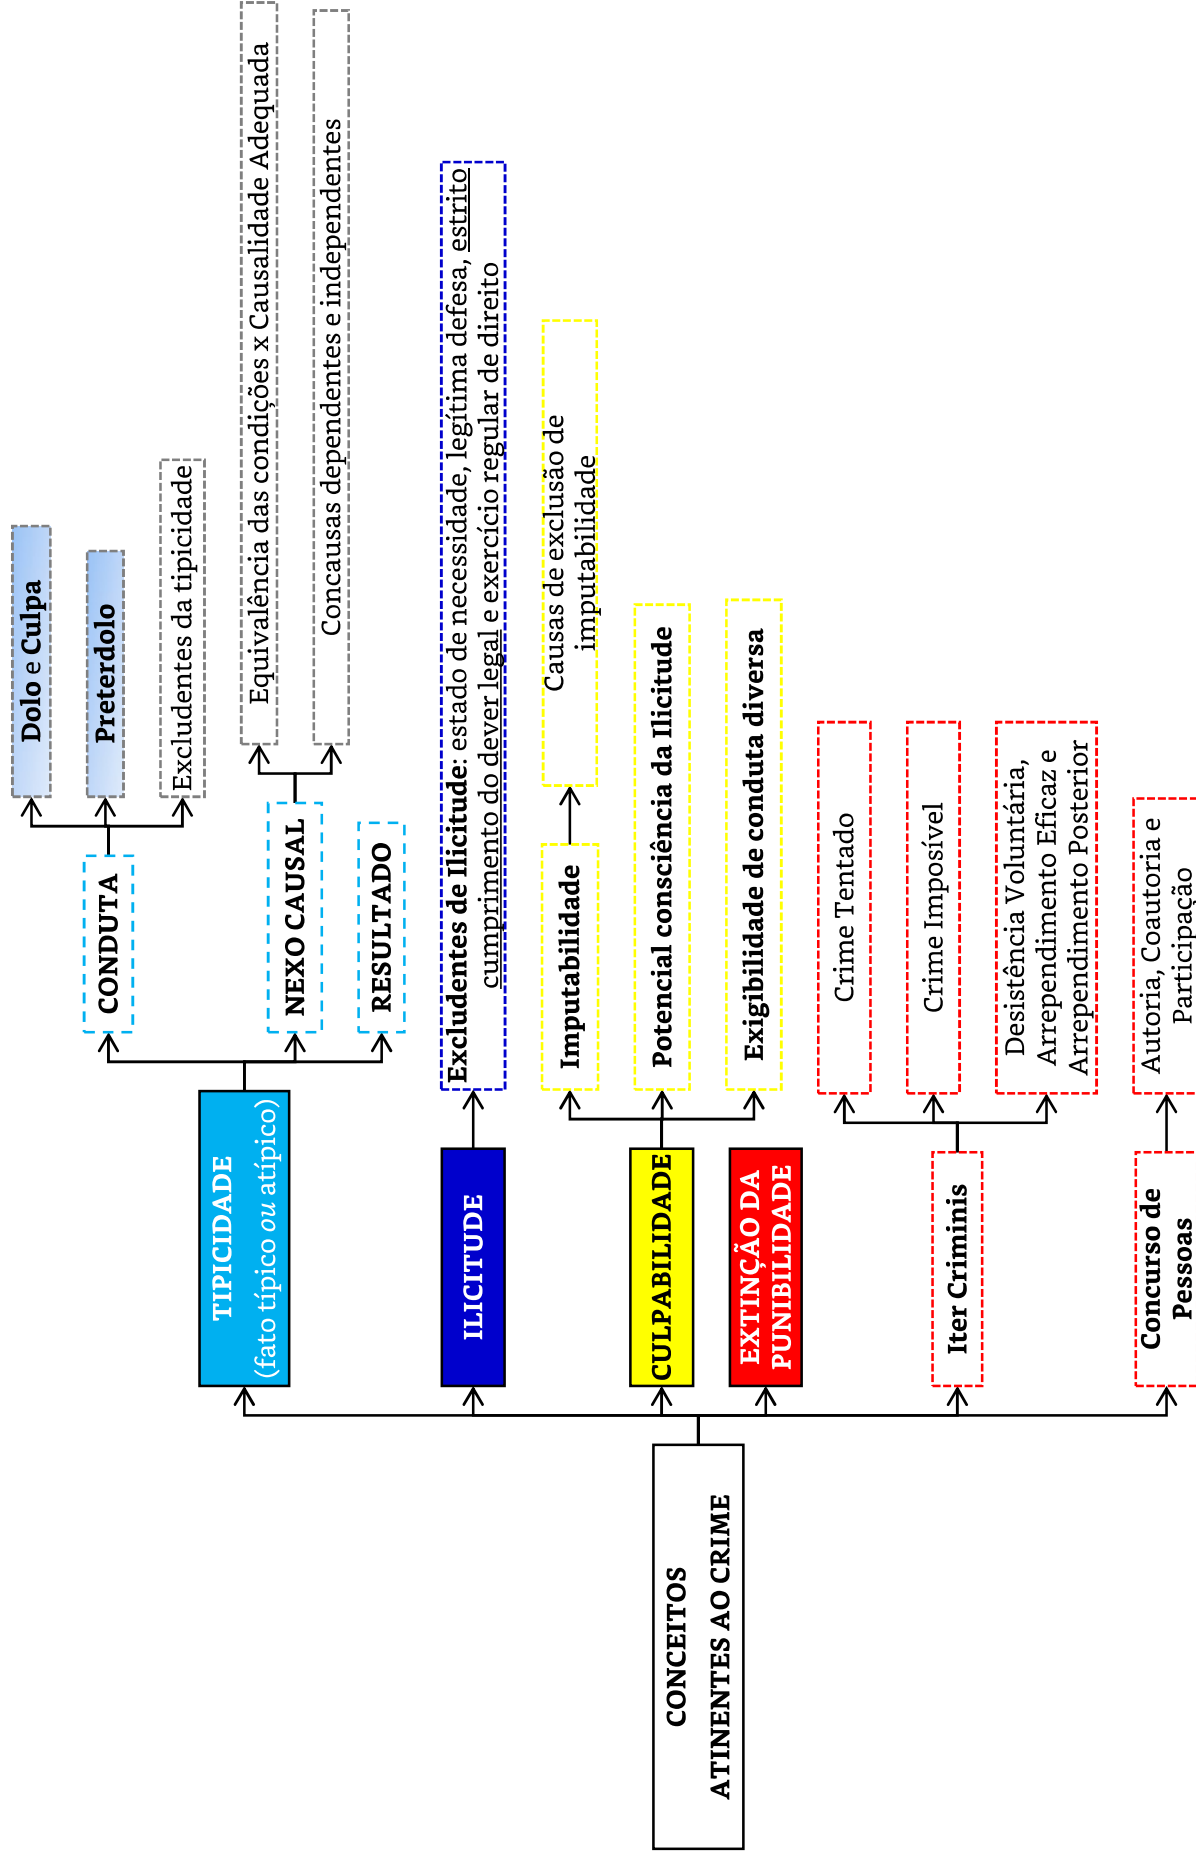 CONCEITOS
ATINENTES AO CRIME
TIPICIDADE
(fato típico ou atípico)
CONDUTA
Dolo e Culpa
Preterdolo
Excludentes da tipicidade
NEXO CAUSAL
Equivalência das condições x Causalidade Adequada
Concausas dependentes e independentes
RESULTADO
ILICITUDE
Excludentes de Ilicitude: estado de necessidade, legítima defesa, estrito
cumprimento do dever legal e exercício regular de direito
CULPABILIDADE
Imputabilidade
Causas de exclusão de
imputabilidade
Potencial consciência da Ilicitude
Exigibilidade de conduta diversa
EXTINÇÃO DA
PUNIBILIDADE
Iter Criminis
Crime Tentado
Crime Imposível
Desistência Voluntária,
Arrependimento Eficaz e
Arrependimento Posterior
Concurso de
Pessoas
Autoria, Coautoria e
Participação